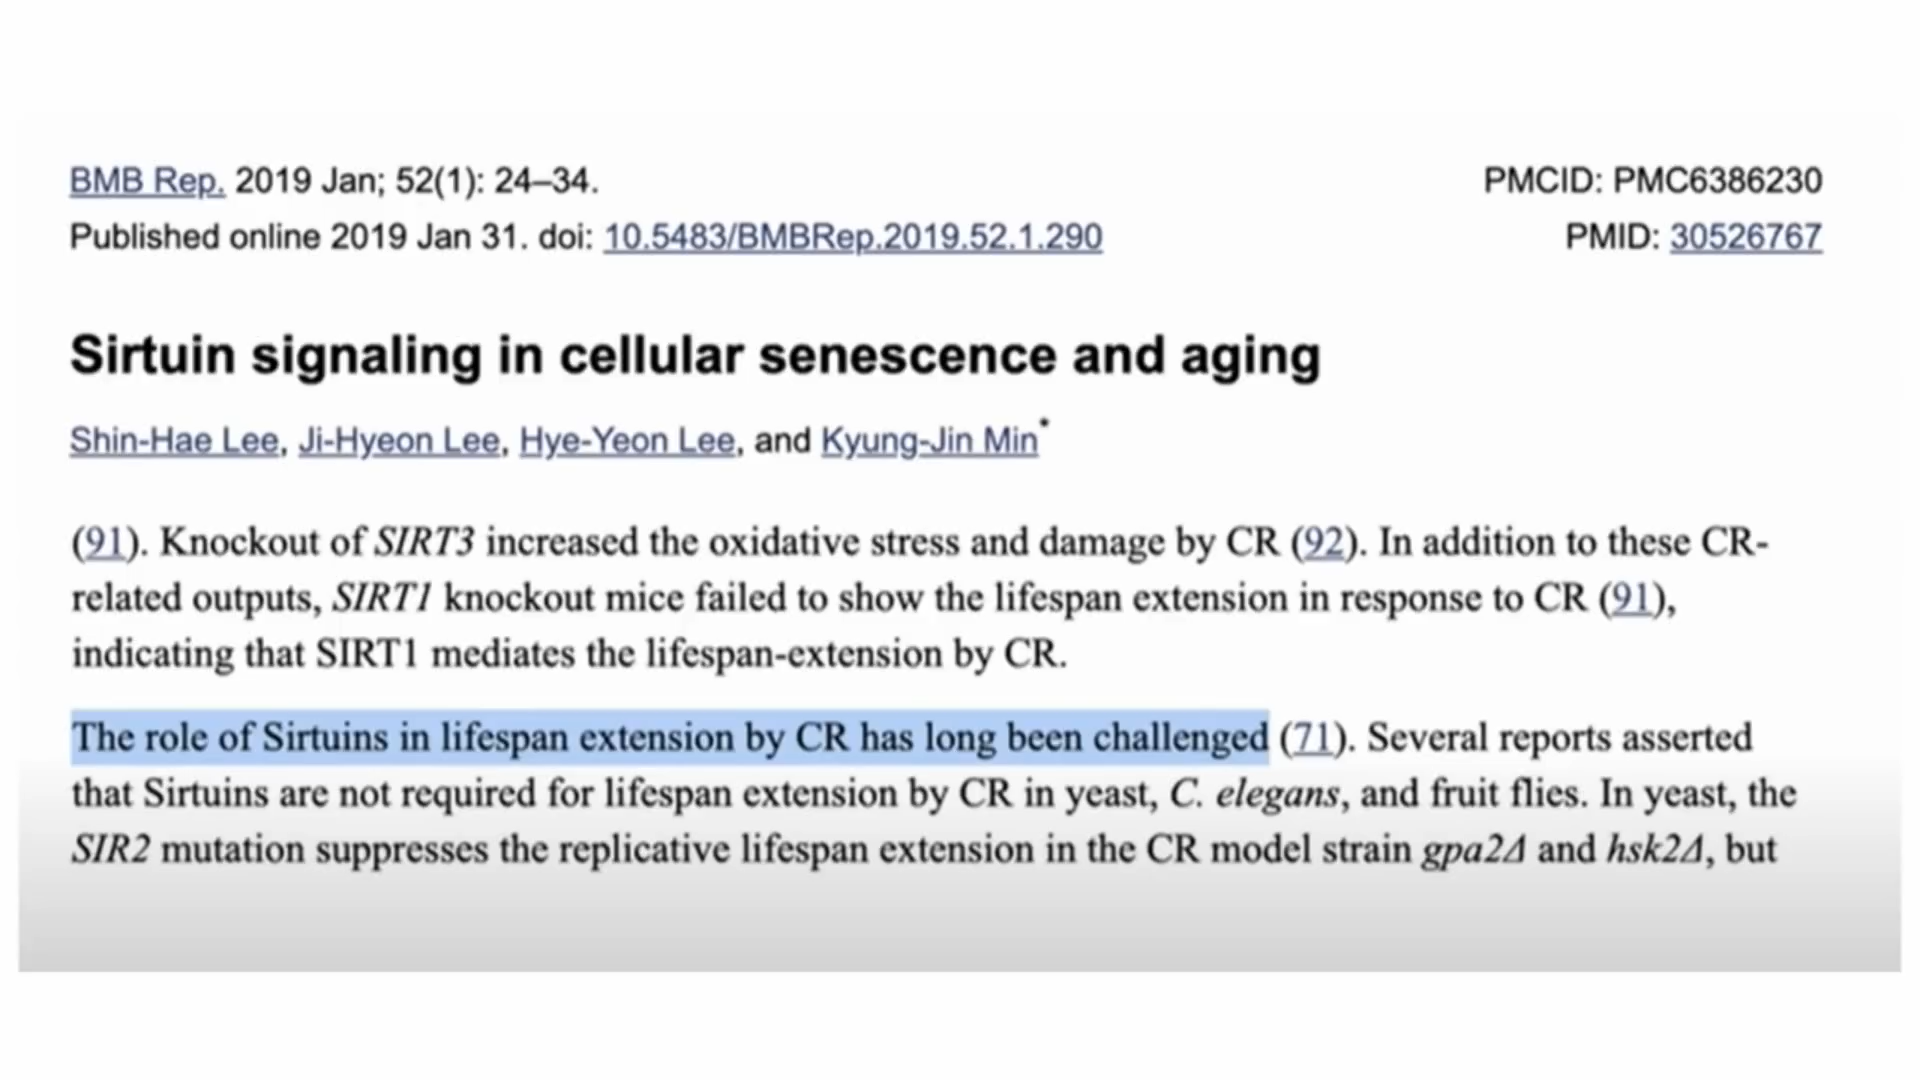 BMB Rep. 2019 Jan; 52(1): 24–34.
PMCID: PMC6386230
Published online 2019 Jan 31. doi: 10.5483/BMBRep.2019.52.1.290
PMID: 30526767
Sirtuin signaling in cellular senescence and aging
Shin-Hae Lee, Ji-Hyeon Lee, Hye-Yeon Lee, and Kyung-Jin Min*
(91). Knockout of SIRT3 increased the oxidative stress and damage by CR (92). In addition to these CR-
related outputs, SIRT1 knockout mice failed to show the lifespan extension in response to CR (91),
indicating that SIRT1 mediates the lifespan-extension by CR.
The role of Sirtuins in lifespan extension by CR has long been challenged (71). Several reports asserted
that Sirtuins are not required for lifespan extension by CR in yeast, C. elegans, and fruit flies. In yeast, the
SIR2 mutation suppresses the replicative lifespan extension in the CR model strain gpa2Δ and hsk2Δ, but